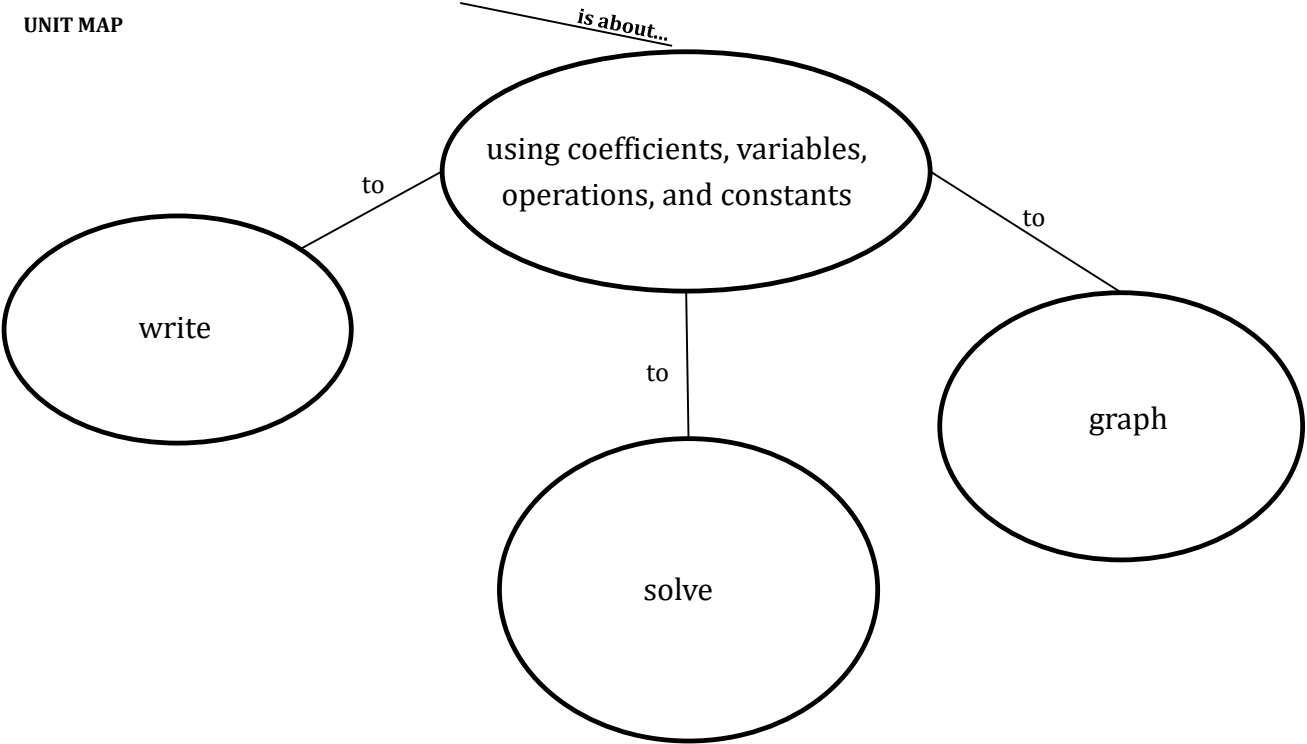 UNIT MAP
is about...
using coefficients, variables,
operations, and constants
to
to
write
to
graph
solve